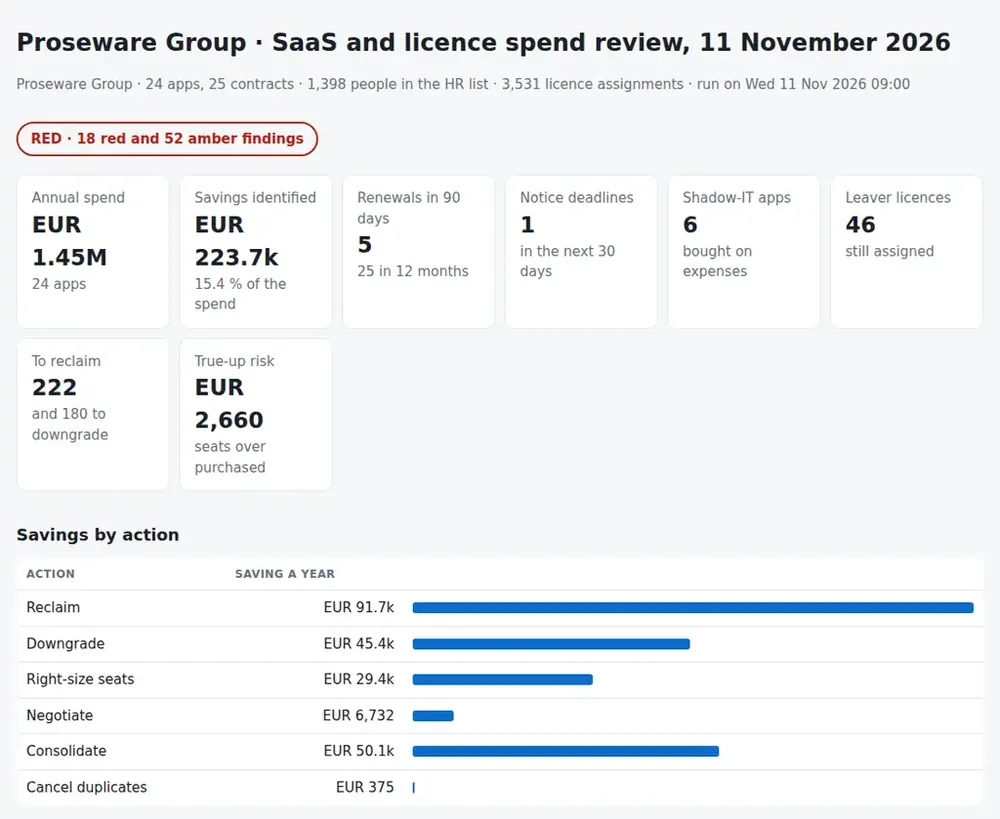 Proseware Group · SaaS and licence spend review, 11 November 2026
Proseware Group · 24 apps, 25 contracts · 1,398 people in the HR list · 3,531 licence assignments · run on Wed 11 Nov 2026 09:00
RED · 18 red and 52 amber findings
Annual spend
EUR
1.45M
24 apps
Savings identified
EUR
223.7k
15.4 % of the
spend
Renewals in 90
days
5
25 in 12 months
Notice deadlines
1
in the next 30
days
Shadow-IT apps
6
bought on
expenses
Leaver licences
46
still assigned
To reclaim
222
and 180 to
downgrade
True-up risk
EUR
2,660
seats over
purchased
Savings by action
ACTION SAVING A YEAR
Reclaim EUR 91.7k
Downgrade EUR 45.4k
Right-size seats EUR 29.4k
Negotiate EUR 6,732
Consolidate EUR 50.1k
Cancel duplicates EUR 375